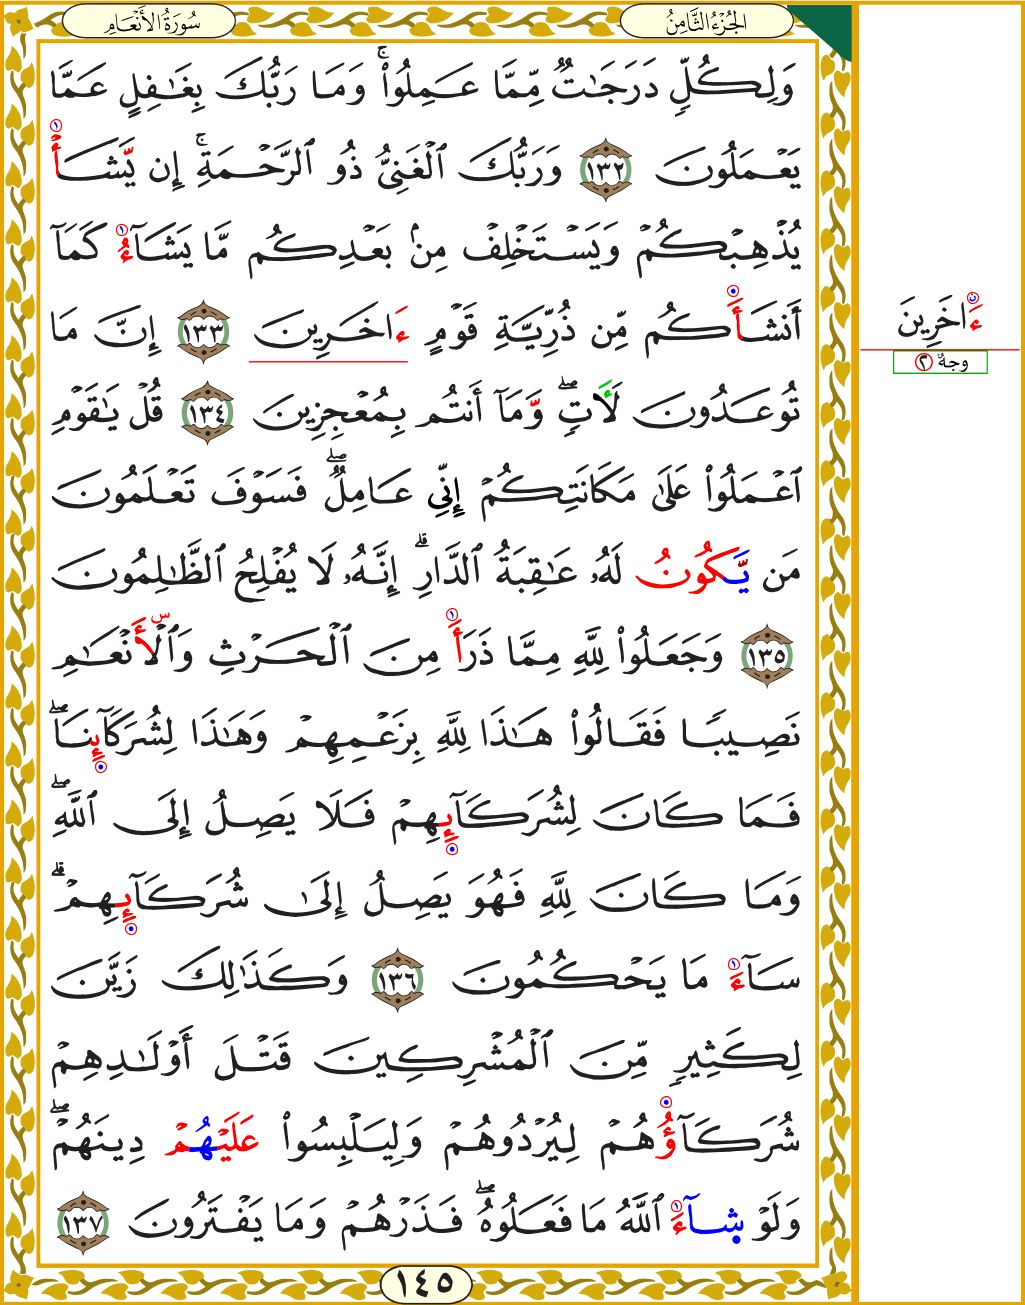 سُورَةُ الأَنْعَامِ
الجُزْءُ الثَّامِنُ
وَلِكُلٍّ دَرَجَٰتٌ مِّمَّا عَمِلُوا۟ ۚ وَمَا رَبُّكَ بِغَٰفِلٍ عَمَّا
يَعْمَلُونَ ١٣٢ وَرَبُّكَ ٱلْغَنِىُّ ذُو ٱلرَّحْمَةِ ۚ إِن يَّشَأْ
يُذْهِبْكُمْ وَيَسْتَخْلِفْ مِنۢ بَعْدِكُم مَّا يَشَآءُ كَمَآ
أَنشَأَكُم مِّن ذُرِّيَّةِ قَوْمٍ ءَاخَرِينَ ١٣٣ إِنَّ مَا
تُوعَدُونَ لَأَتٍ ۖ وَّمَآ أَنتُم بِمُعْجِزِينَ ١٣٤ قُلْ يَٰقَوْمِ
ٱعْمَلُوا۟ عَلَىٰ مَكَانَتِكُمْ إِنِّى عَامِلٌ ۖ فَسَوْفَ تَعْلَمُونَ
مَن يَّكُونُ لَهُۥ عَٰقِبَةُ ٱلدَّارِ ۗ إِنَّهُۥ لَا يُفْلِحُ ٱلظَّٰلِمُونَ
١٣٥ وَجَعَلُوا۟ لِلَّهِ مِمَّا ذَرَأَ مِنَ ٱلْحَرْثِ وَٱلْأَنْعَٰمِ
نَصِيبًا فَقَالُوا۟ هَٰذَا لِلَّهِ بِزَعْمِهِمْ وَهَٰذَا لِشُرَكَآئِنَا ۖ
فَمَا كَانَ لِشُرَكَآئِهِمْ فَلَا يَصِلُ إِلَى ٱللَّهِ ۖ
وَمَا كَانَ لِلَّهِ فَهُوَ يَصِلُ إِلَىٰ شُرَكَآئِهِمْ ۗ
سَآءَ مَا يَحْكُمُونَ ١٣٦ وَكَذَٰلِكَ زَيَّنَ
لِكَثِيرٍ مِّنَ ٱلْمُشْرِكِينَ قَتْلَ أَوْلَٰدِهِمْ
شُرَكَآؤُهُمْ لِيُرْدُوهُمْ وَلِيَلْبِسُوا۟ عَلَيْهُمْ دِينَهُمْ ۖ
وَلَوْ شَآءَ ٱللَّهُ مَا فَعَلُوهُ ۖ فَذَرْهُمْ وَمَا يَفْتَرُونَ ١٣٧
١٤٥
ءَاخَرِينَ
وجهٌ ٢